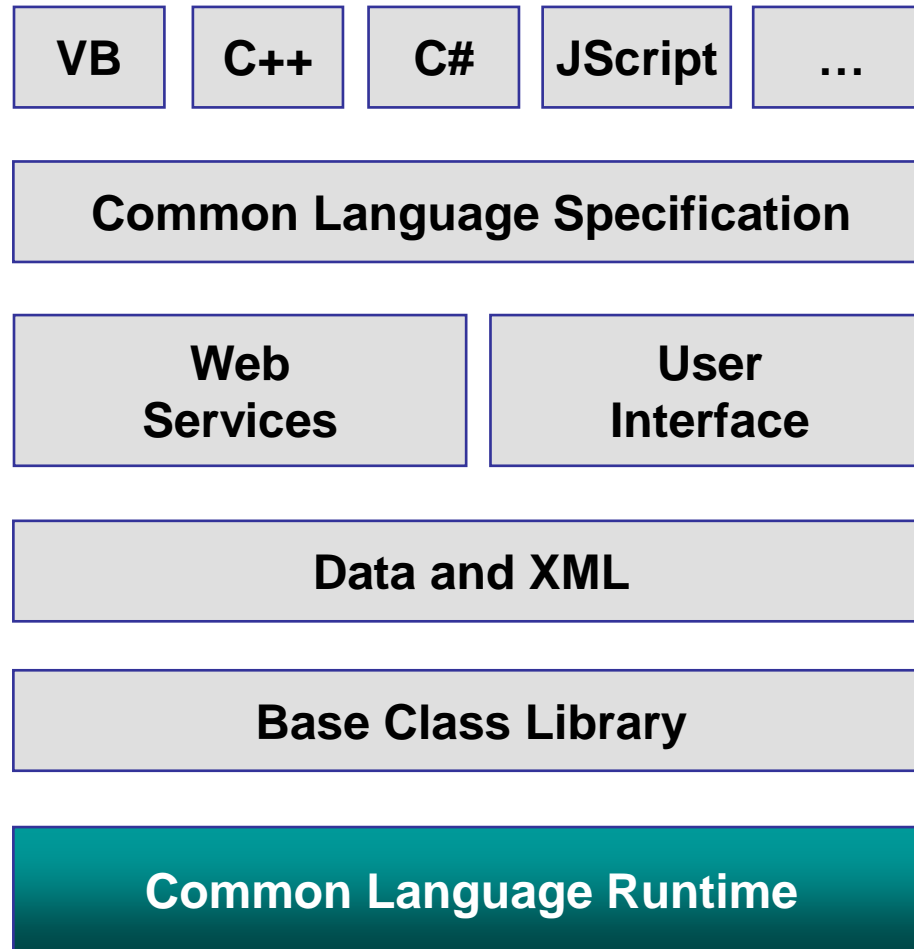 VB C++ C# JScript …
Common Language Specification
Web
Services
User
Interface
Data and XML
Base Class Library
Common Language Runtime